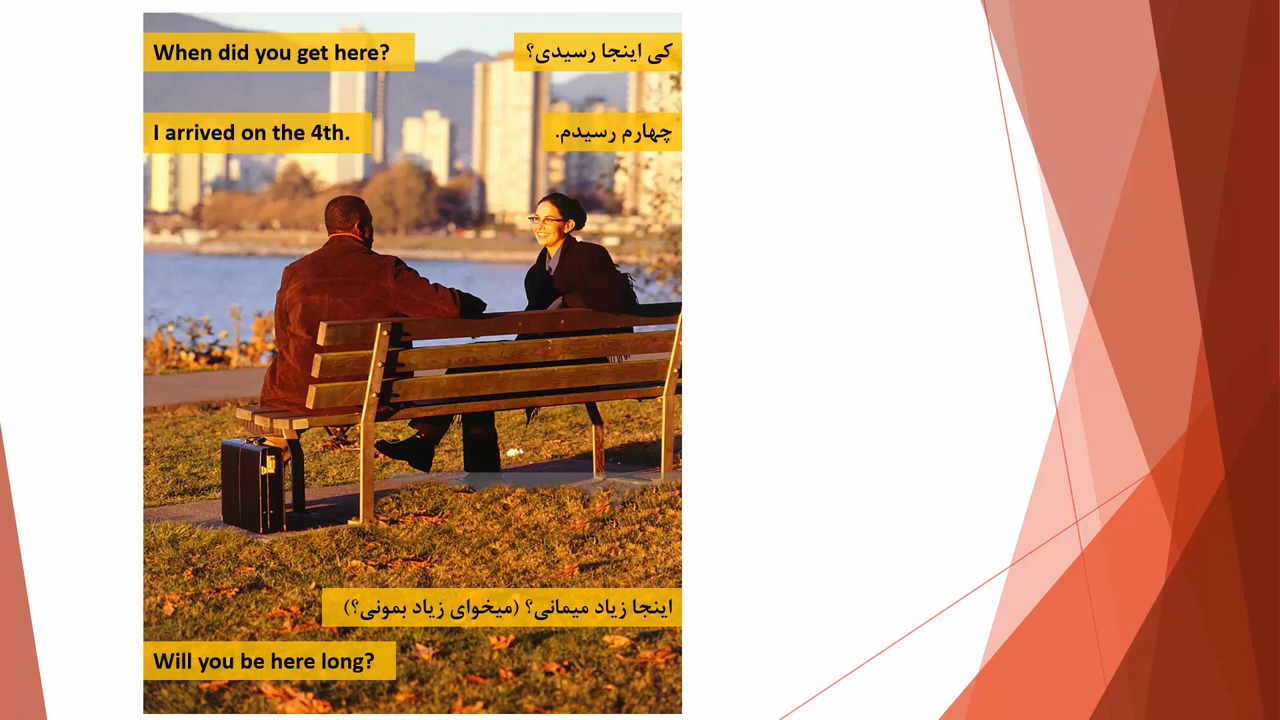 When did you get here?
کی اینجا رسیدی؟
I arrived on the 4th.
چهارم رسیدم.
اینجا زیاد میمانی؟ (میخوای زیاد بمونی؟)
Will you be here long?